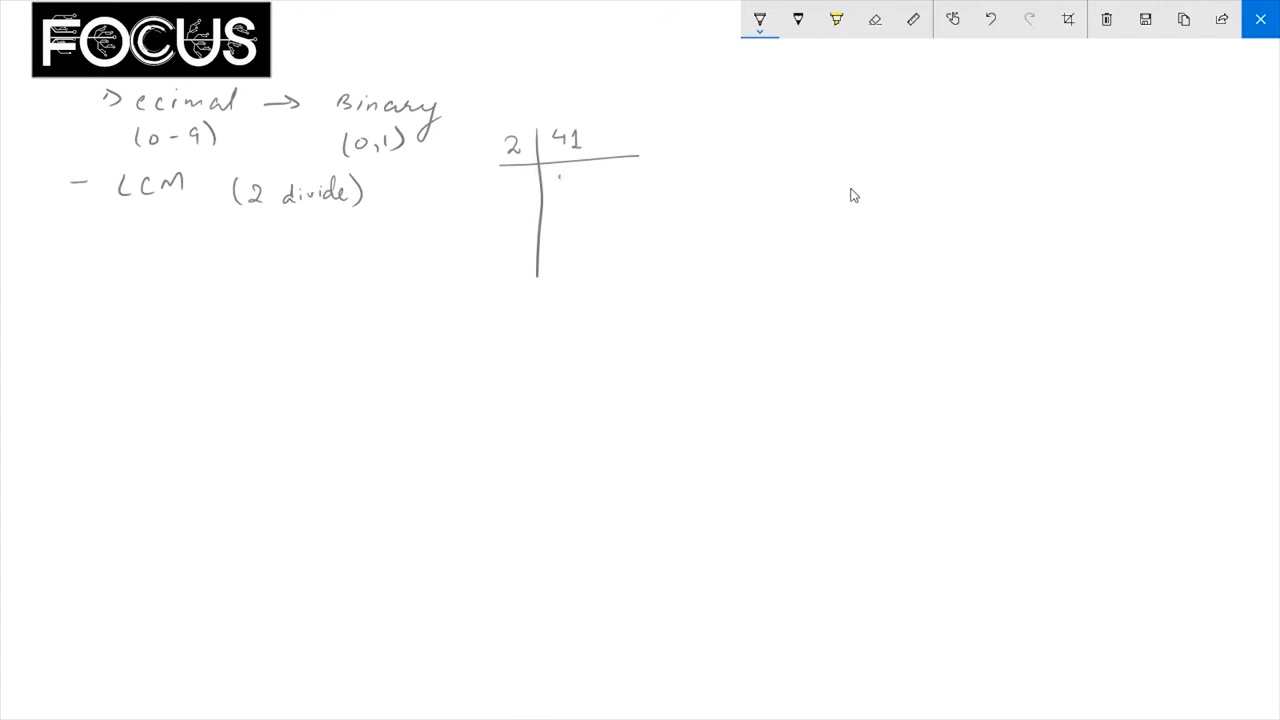 FOCUS
Decimal → Binary
(0-9) (0,1)
- LCM (2 divide)
2 | 41